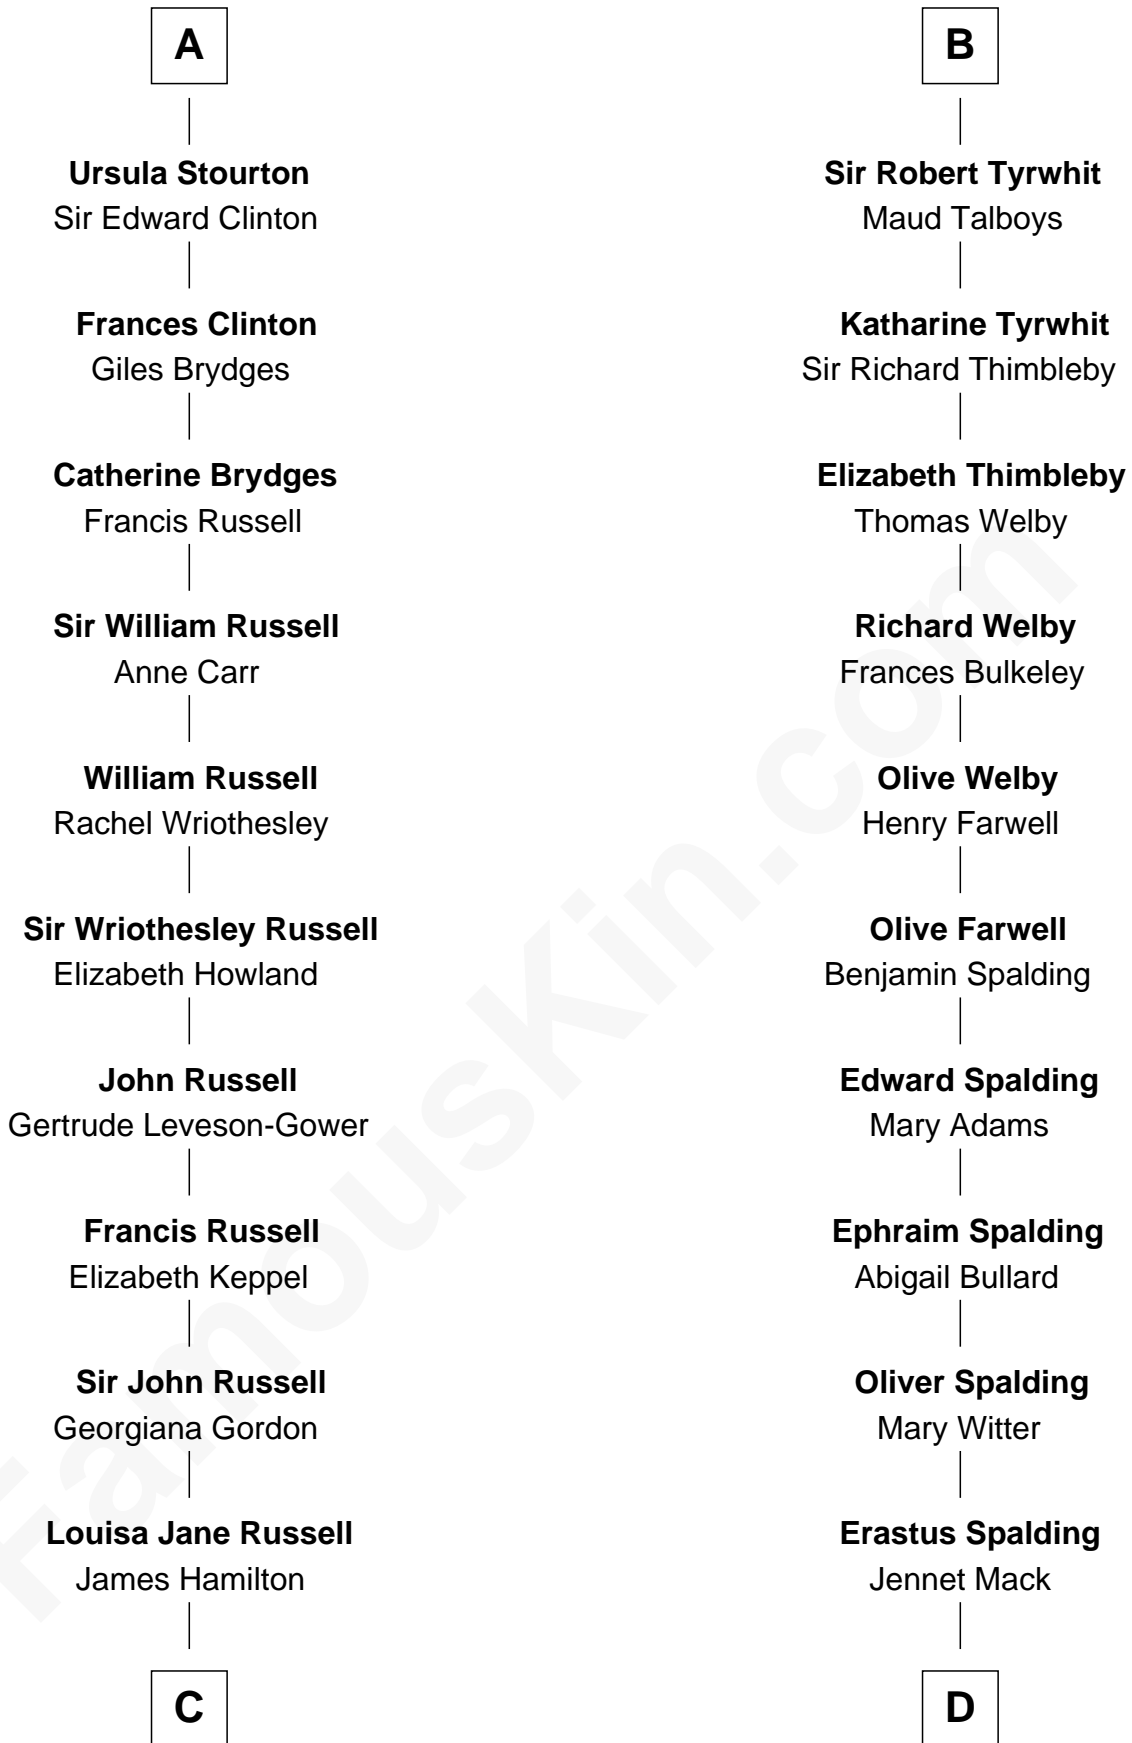 A
Ursula Stourton
Sir Edward Clinton
Frances Clinton
Giles Brydges
Catherine Brydges
Francis Russell
Sir William Russell
Anne Carr
William Russell
Rachel Wriothesley
Sir Wriothesley Russell
Elizabeth Howland
John Russell
Gertrude Leveson-Gower
Francis Russell
Elizabeth Keppel
Sir John Russell
Georgiana Gordon
Louisa Jane Russell
James Hamilton
C
B
Sir Robert Tyrwhit
Maud Talboys
Katharine Tyrwhit
Sir Richard Thimbleby
Elizabeth Thimbleby
Thomas Welby
Richard Welby
Frances Bulkeley
Olive Welby
Henry Farwell
Olive Farwell
Benjamin Spalding
Edward Spalding
Mary Adams
Ephraim Spalding
Abigail Bullard
Oliver Spalding
Mary Witter
Erastus Spalding
Jennet Mack
D
FamousKin.com